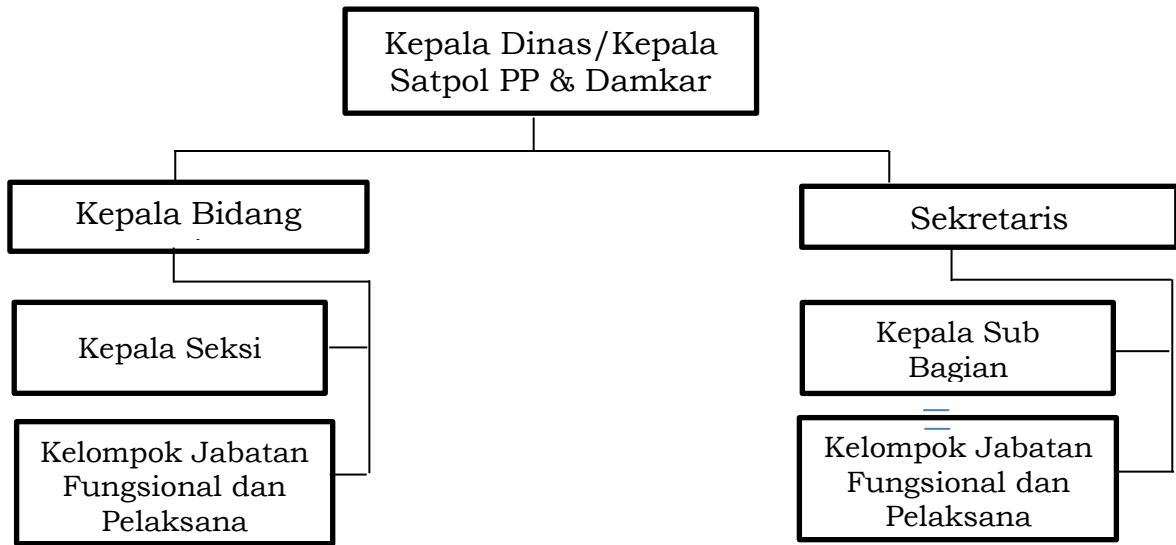 Kepala Dinas/Kepala
Satpol PP & Damkar
Kepala Bidang
Sekretaris
Kepala Seksi
Kepala Sub
Bagian
Kelompok Jabatan
Fungsional dan
Pelaksana
Kelompok Jabatan
Fungsional dan
Pelaksana